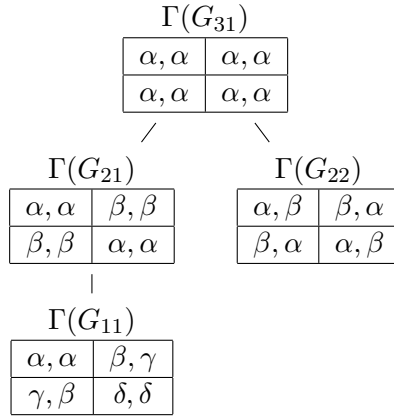 Γ(G₃₁)
α, α α, α
α, α α, α
Γ(G₂₁) Γ(G₂₂)
α, α β, β α, β β, α
β, β α, α β, α α, β
Γ(G₁₁)
α, α β, γ
γ, β δ, δ